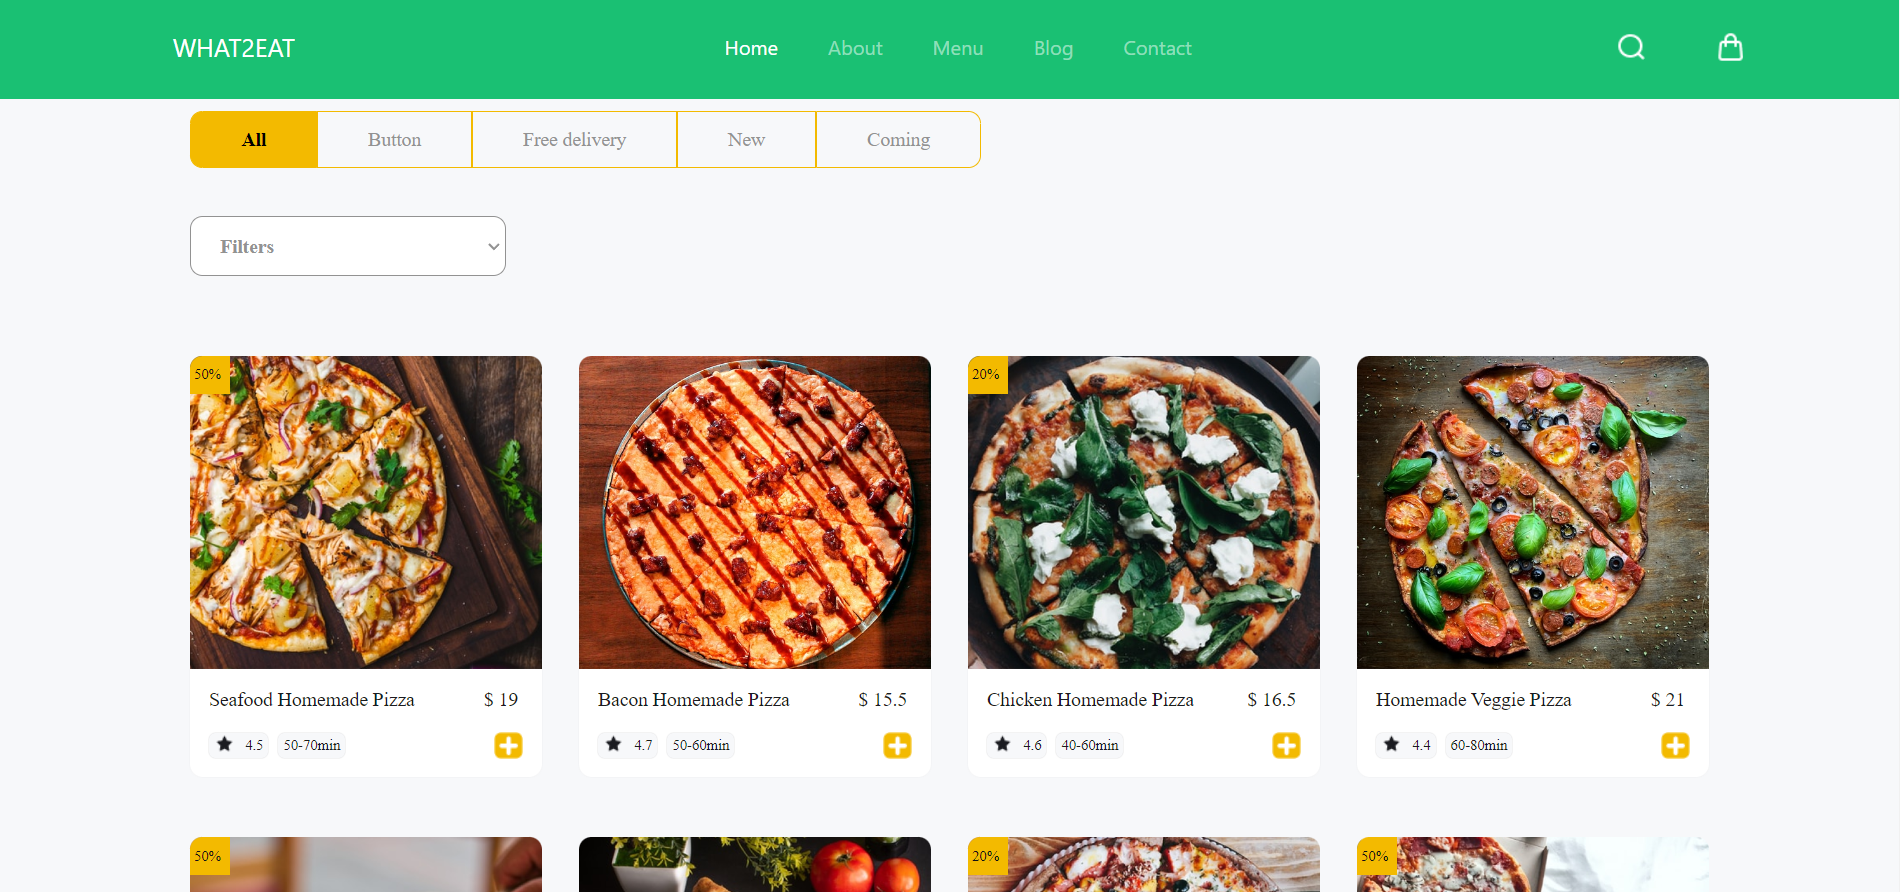 WHAT2EAT
Home About Menu Blog Contact
All Button Free delivery New Coming
Filters
50%
20%
Seafood Homemade Pizza $ 19
4.5 50-70min
Bacon Homemade Pizza $ 15.5
4.7 50-60min
Chicken Homemade Pizza $ 16.5
4.6 40-60min
Homemade Veggie Pizza $ 21
4.4 60-80min
50%
20%
50%